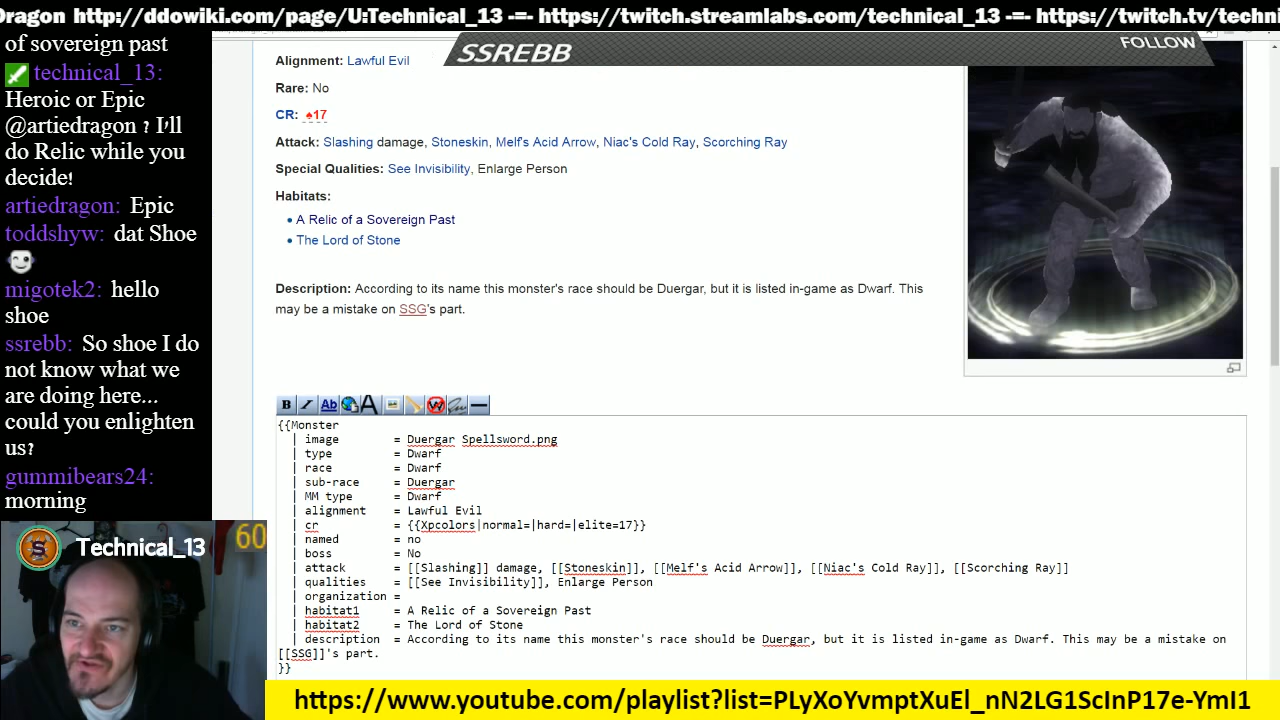 Dragon http://ddowiki.com/page/U:Technical_13 -=- https://twitch.streamlabs.com/technical_13 -=- https://twitch.tv/techni
of sovereign past
technical_13:
Heroic or Epic
@artiedragon ? I'll
do Relic while you
decide!
artiedragon: Epic
toddshyw: dat Shoe
migotek2: hello
shoe
ssrebb: So shoe I do
not know what we
are doing here...
could you enlighten
us?
gummibears24:
morning
Technical_13
60
SSREBB
FOLLOW
Alignment: Lawful Evil
Rare: No
CR: ♠17
Attack: Slashing damage, Stoneskin, Melf's Acid Arrow, Niac's Cold Ray, Scorching Ray
Special Qualities: See Invisibility, Enlarge Person
Habitats:
• A Relic of a Sovereign Past
• The Lord of Stone
Description: According to its name this monster's race should be Duergar, but it is listed in-game as Dwarf. This
may be a mistake on SSG's part.
B I Ab A W
{{Monster
| image = Duergar Spellsword.png
| type = Dwarf
| race = Dwarf
| sub-race = Duergar
| MM type = Dwarf
| alignment = Lawful Evil
| cr = {{Xpcolors|normal=|hard=|elite=17}}
| named = no
| boss = No
| attack = [[Slashing]] damage, [[Stoneskin]], [[Melf's Acid Arrow]], [[Niac's Cold Ray]], [[Scorching Ray]]
| qualities = [[See Invisibility]], Enlarge Person
| organization =
| habitat1 = A Relic of a Sovereign Past
| habitat2 = The Lord of Stone
| description = According to its name this monster's race should be Duergar, but it is listed in-game as Dwarf. This may be a mistake on
[[SSG]]'s part.
}}
https://www.youtube.com/playlist?list=PLyXoYvmptXuEl_nN2LG1ScInP17e-YmI1